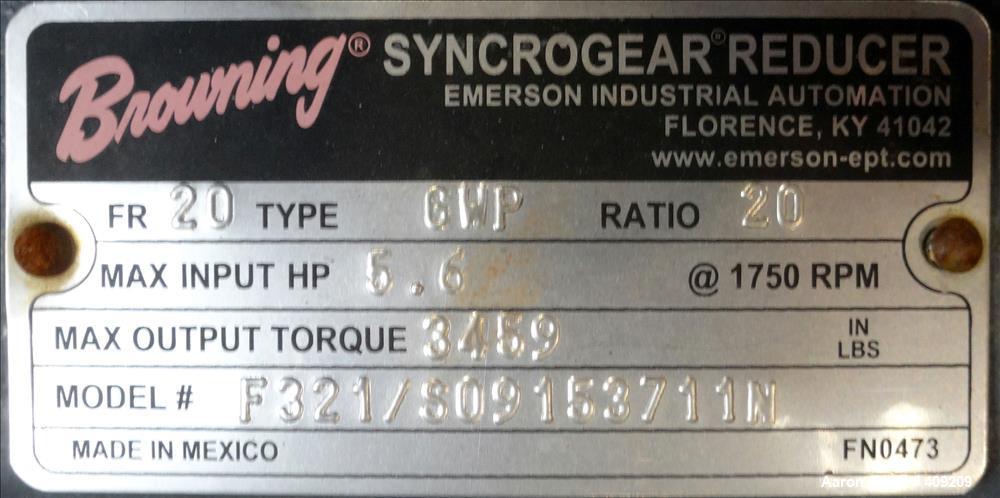 Browning® SYNCROGEAR® REDUCER
EMERSON INDUSTRIAL AUTOMATION
FLORENCE, KY 41042
www.emerson-ept.com
FR 20 TYPE GWP RATIO 20
MAX INPUT HP 5.6 @ 1750 RPM
MAX OUTPUT TORQUE 3459 IN LBS
MODEL # F321/S09153711N
MADE IN MEXICO FN0473
Aaron 409209